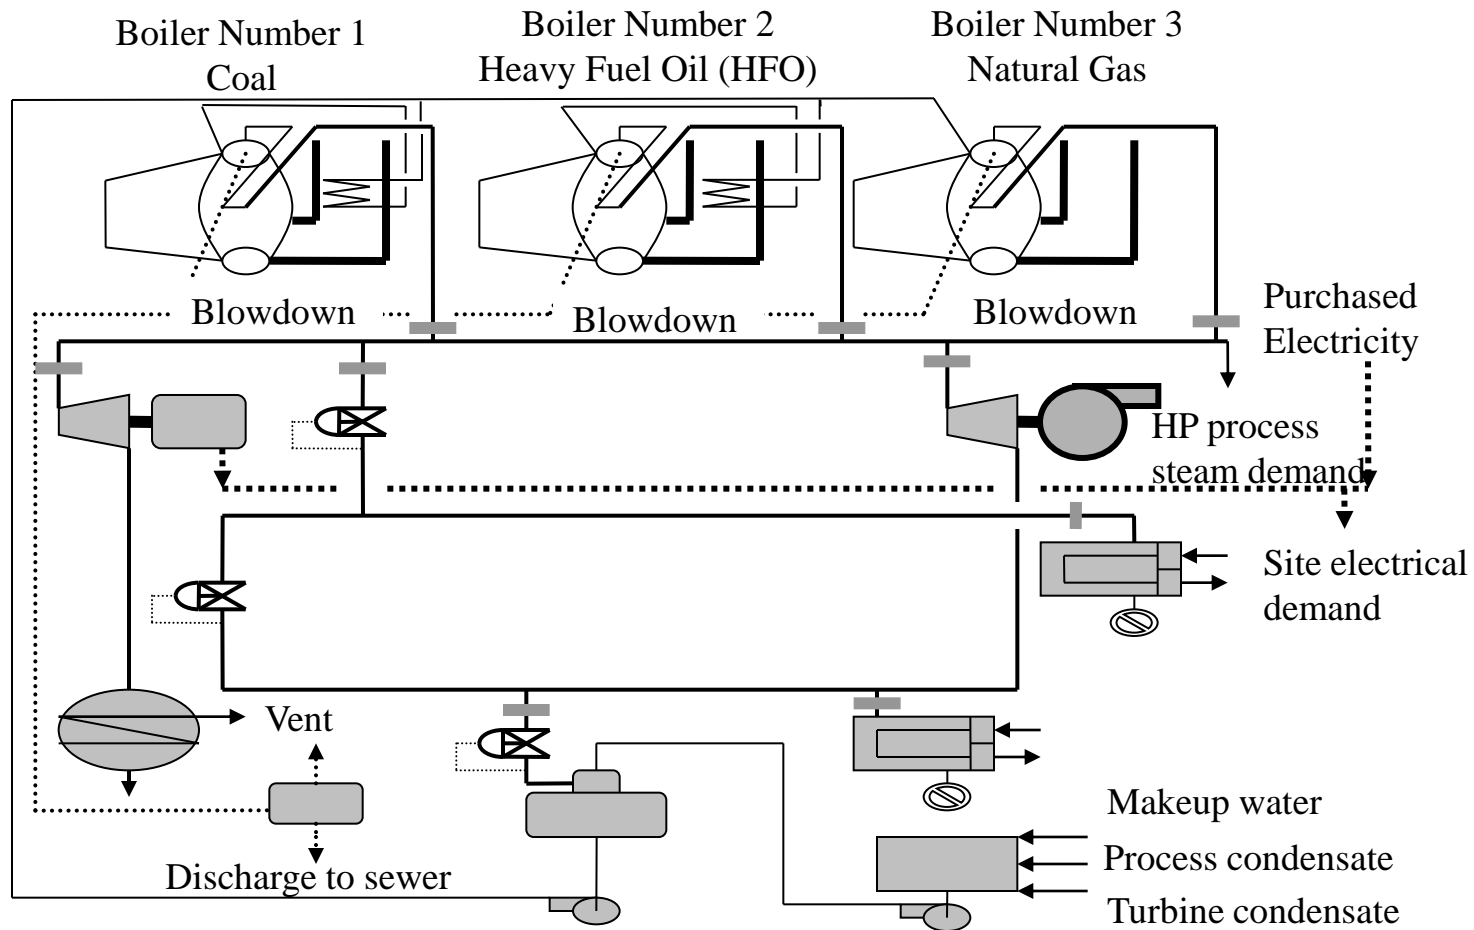 Boiler Number 1
Coal
Boiler Number 2
Heavy Fuel Oil (HFO)
Boiler Number 3
Natural Gas
Blowdown
Blowdown
Blowdown
Purchased
Electricity
HP process
steam demand
Site electrical
demand
Vent
Discharge to sewer
Makeup water
Process condensate
Turbine condensate